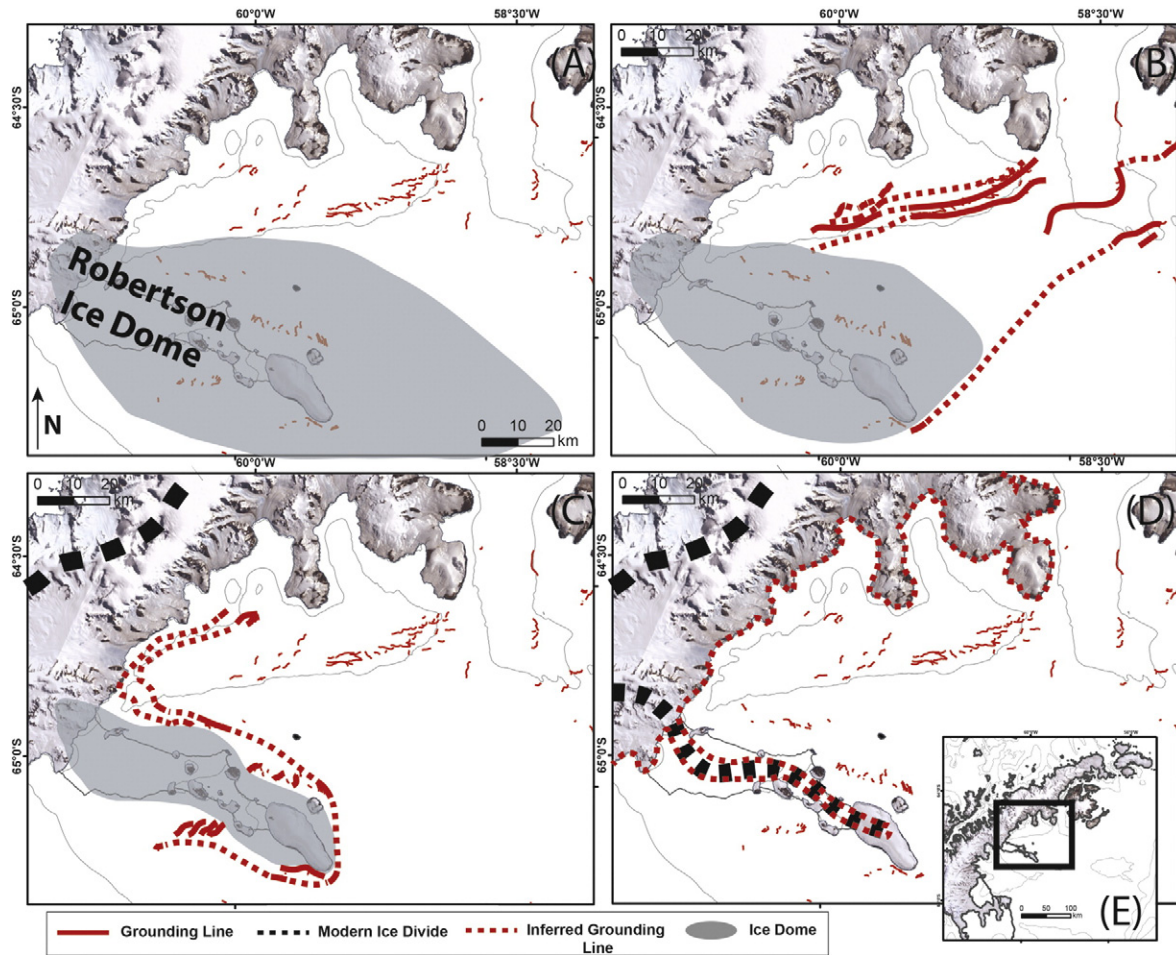 60°0'W 58°30'W 60°0'W 58°30'W
0 10 20
km
(A)
(B)
64°30'S
64°30'S
Robertson
Ice Dome
65°0'S
65°0'S
N
0 10 20
km
60°0'W 58°30'W 60°0'W 58°30'W
0 10 20
km
0 10 20
km
(C)
(D)
64°30'S
64°30'S
65°0'S
65°0'S
0 50 100
km
(E)
Grounding Line Modern Ice Divide Inferred Grounding Line Ice Dome